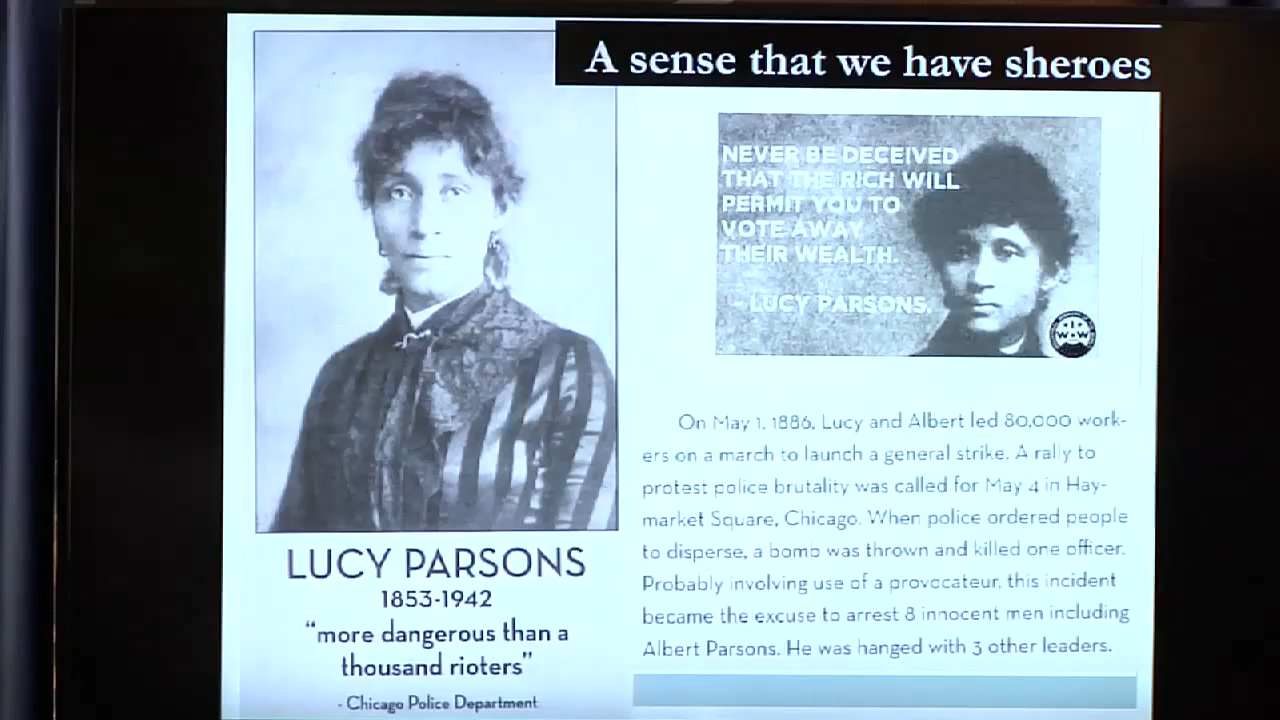 A sense that we have sheroes
NEVER BE DECEIVED
THAT THE RICH WILL
PERMIT YOU TO
VOTE AWAY
THEIR WEALTH.
- LUCY PARSONS.
IWW
On May 1, 1886, Lucy and Albert led 80,000 work-
ers on a march to launch a general strike. A rally to
protest police brutality was called for May 4 in Hay-
market Square, Chicago. When police ordered people
to disperse, a bomb was thrown and killed one officer.
Probably involving use of a provocateur, this incident
became the excuse to arrest 8 innocent men including
Albert Parsons. He was hanged with 3 other leaders.
LUCY PARSONS
1853-1942
“more dangerous than a
thousand rioters”
- Chicago Police Department